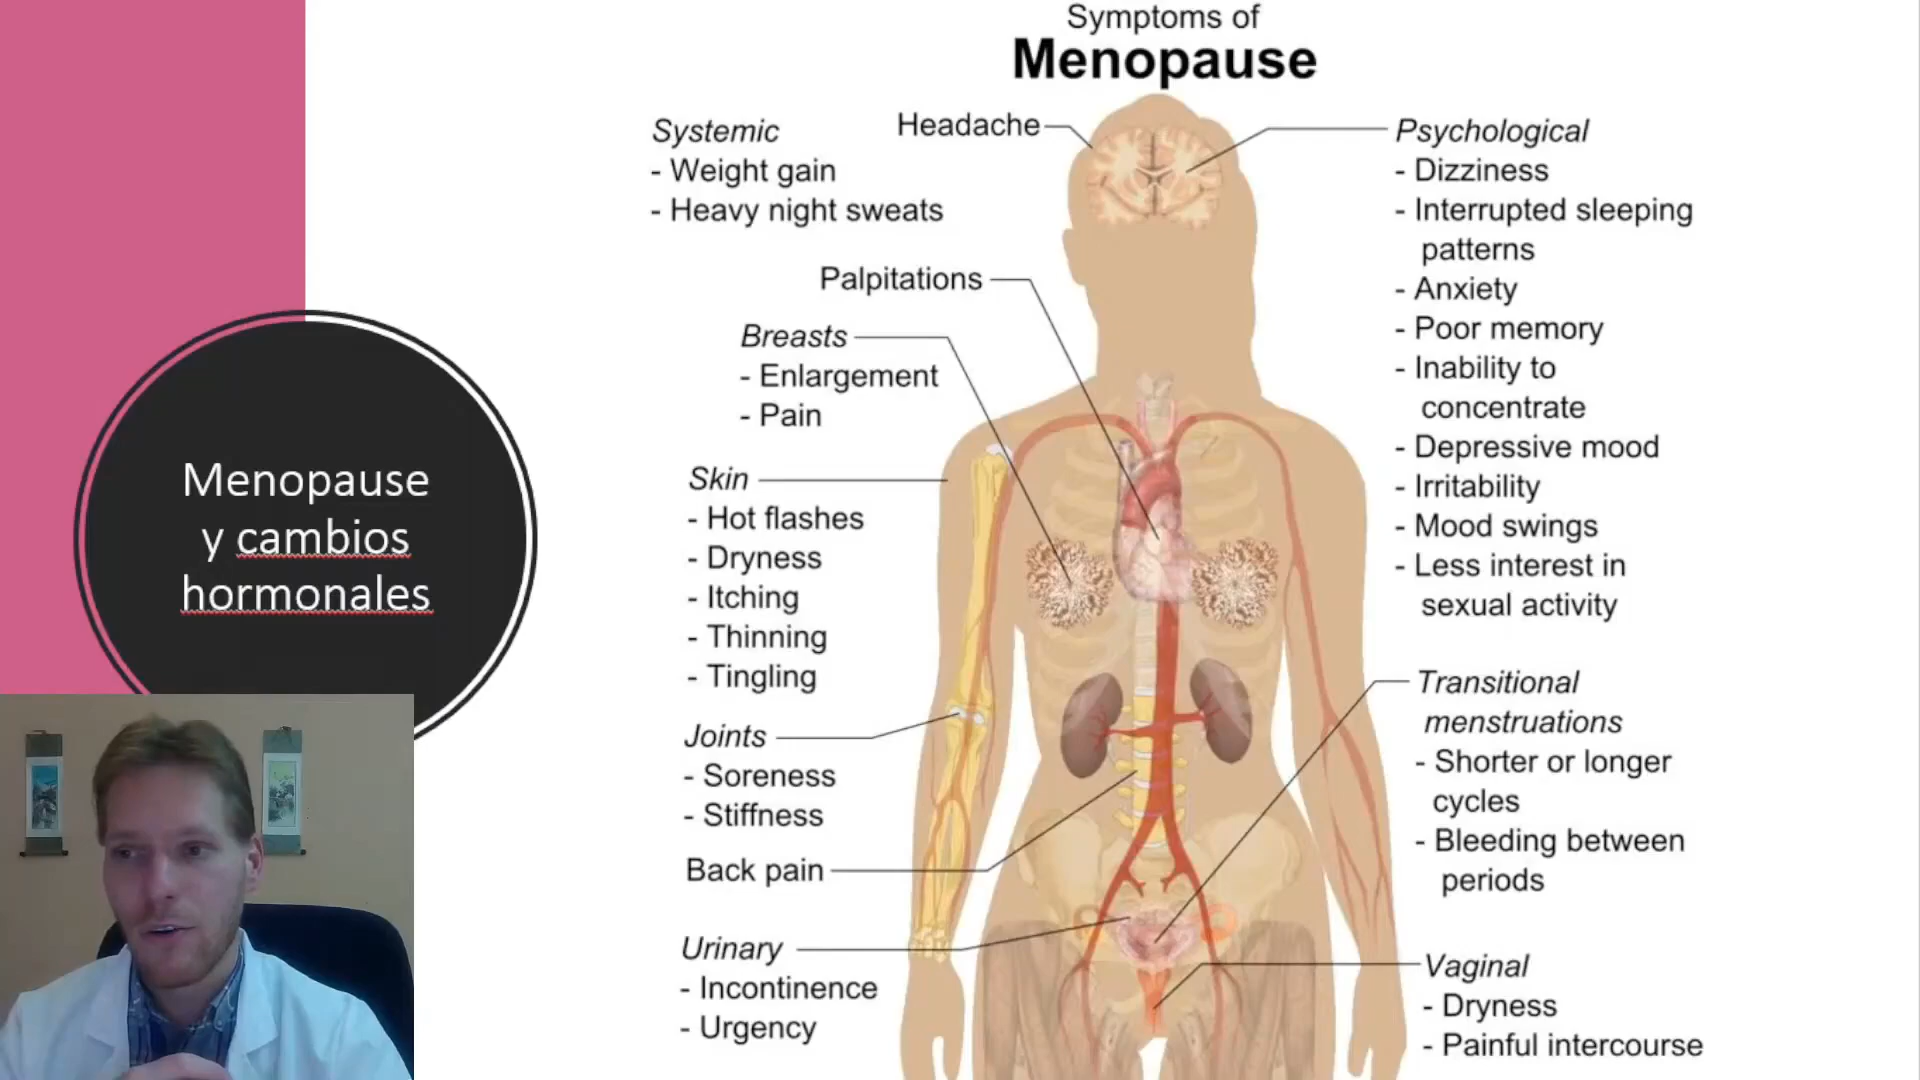 Menopause
y cambios
hormonales
Symptoms of
Menopause
Systemic
- Weight gain
- Heavy night sweats
Headache
Palpitations
Breasts
- Enlargement
- Pain
Skin
- Hot flashes
- Dryness
- Itching
- Thinning
- Tingling
Joints
- Soreness
- Stiffness
Back pain
Urinary
- Incontinence
- Urgency
Psychological
- Dizziness
- Interrupted sleeping
patterns
- Anxiety
- Poor memory
- Inability to
concentrate
- Depressive mood
- Irritability
- Mood swings
- Less interest in
sexual activity
Transitional
menstruations
- Shorter or longer
cycles
- Bleeding between
periods
Vaginal
- Dryness
- Painful intercourse